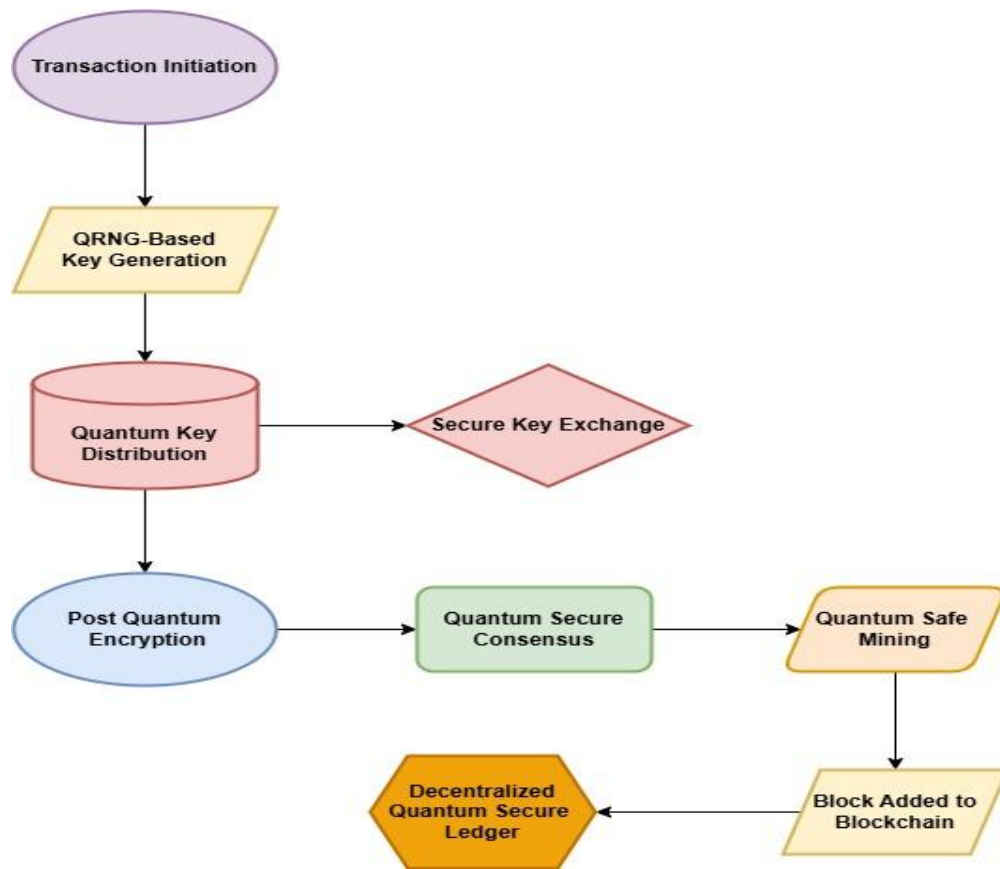 Transaction Initiation
QRNG-Based
Key Generation
Quantum Key
Distribution
Secure Key Exchange
Post Quantum
Encryption
Quantum Secure
Consensus
Quantum Safe
Mining
Block Added to
Blockchain
Decentralized
Quantum Secure
Ledger